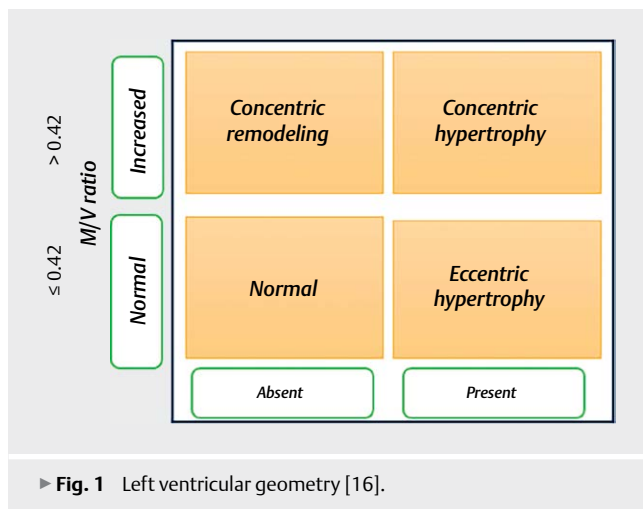 > 0.42
≤ 0.42
M/V ratio
Increased
Normal
Concentric
remodeling
Concentric
hypertrophy
Normal
Eccentric
hypertrophy
Absent
Present
▶ Fig. 1 Left ventricular geometry [16].